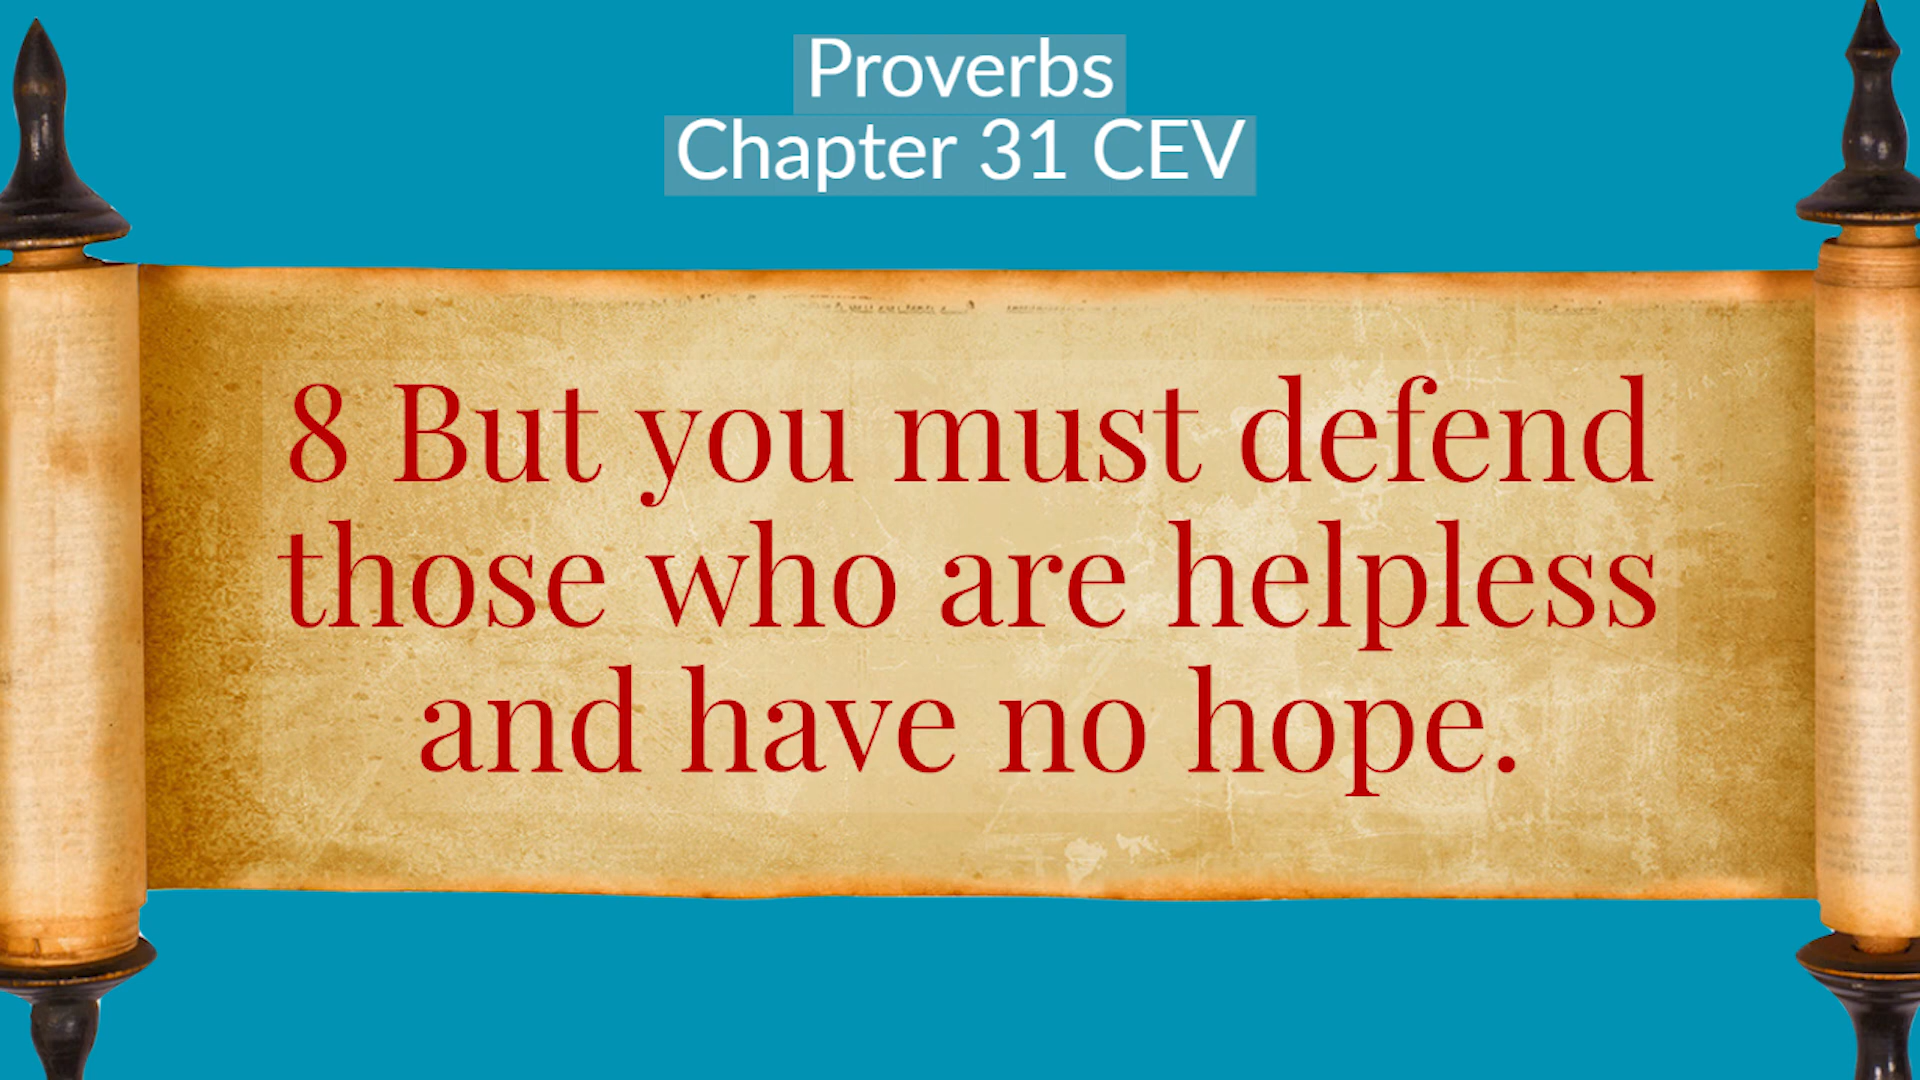 Proverbs
Chapter 31 CEV
8 But you must defend
those who are helpless
and have no hope.